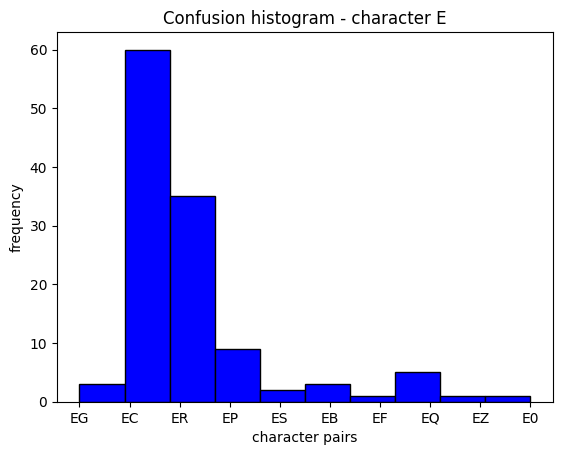 Confusion histogram - character E
60
50
40
30
20
10
0
frequency
EG EC ER EP ES EB EF EQ EZ E0
character pairs